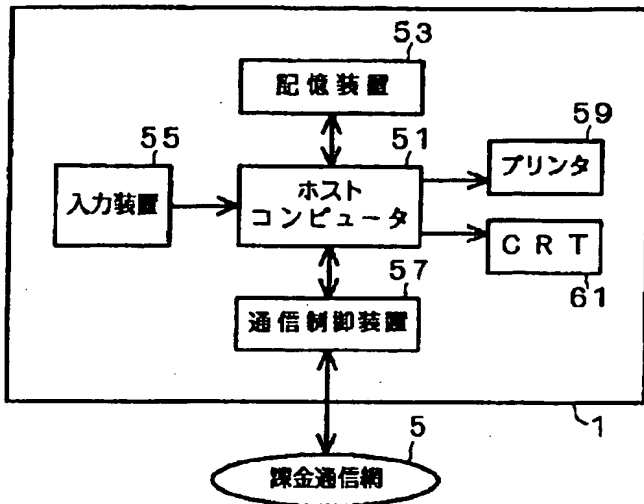 53
記憶装置
55
51
59
入力装置
ホスト
コンピュータ
プリンタ
CRT
61
57
通信制御装置
1
5
課金通信網